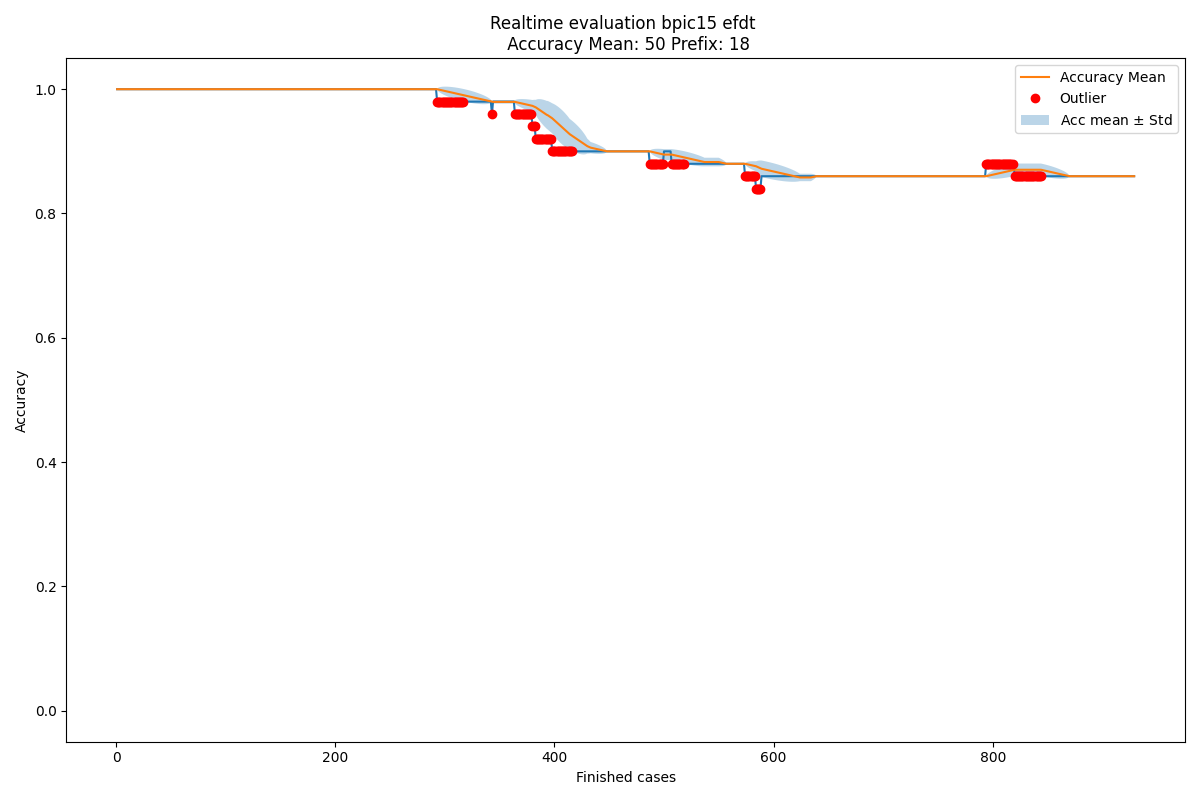 Realtime evaluation bpic15 efdt
Accuracy Mean: 50 Prefix: 18
Accuracy Mean
Outlier
Acc mean ± Std
1.0
0.8
0.6
0.4
0.2
0.0
Accuracy
0 200 400 600 800
Finished cases